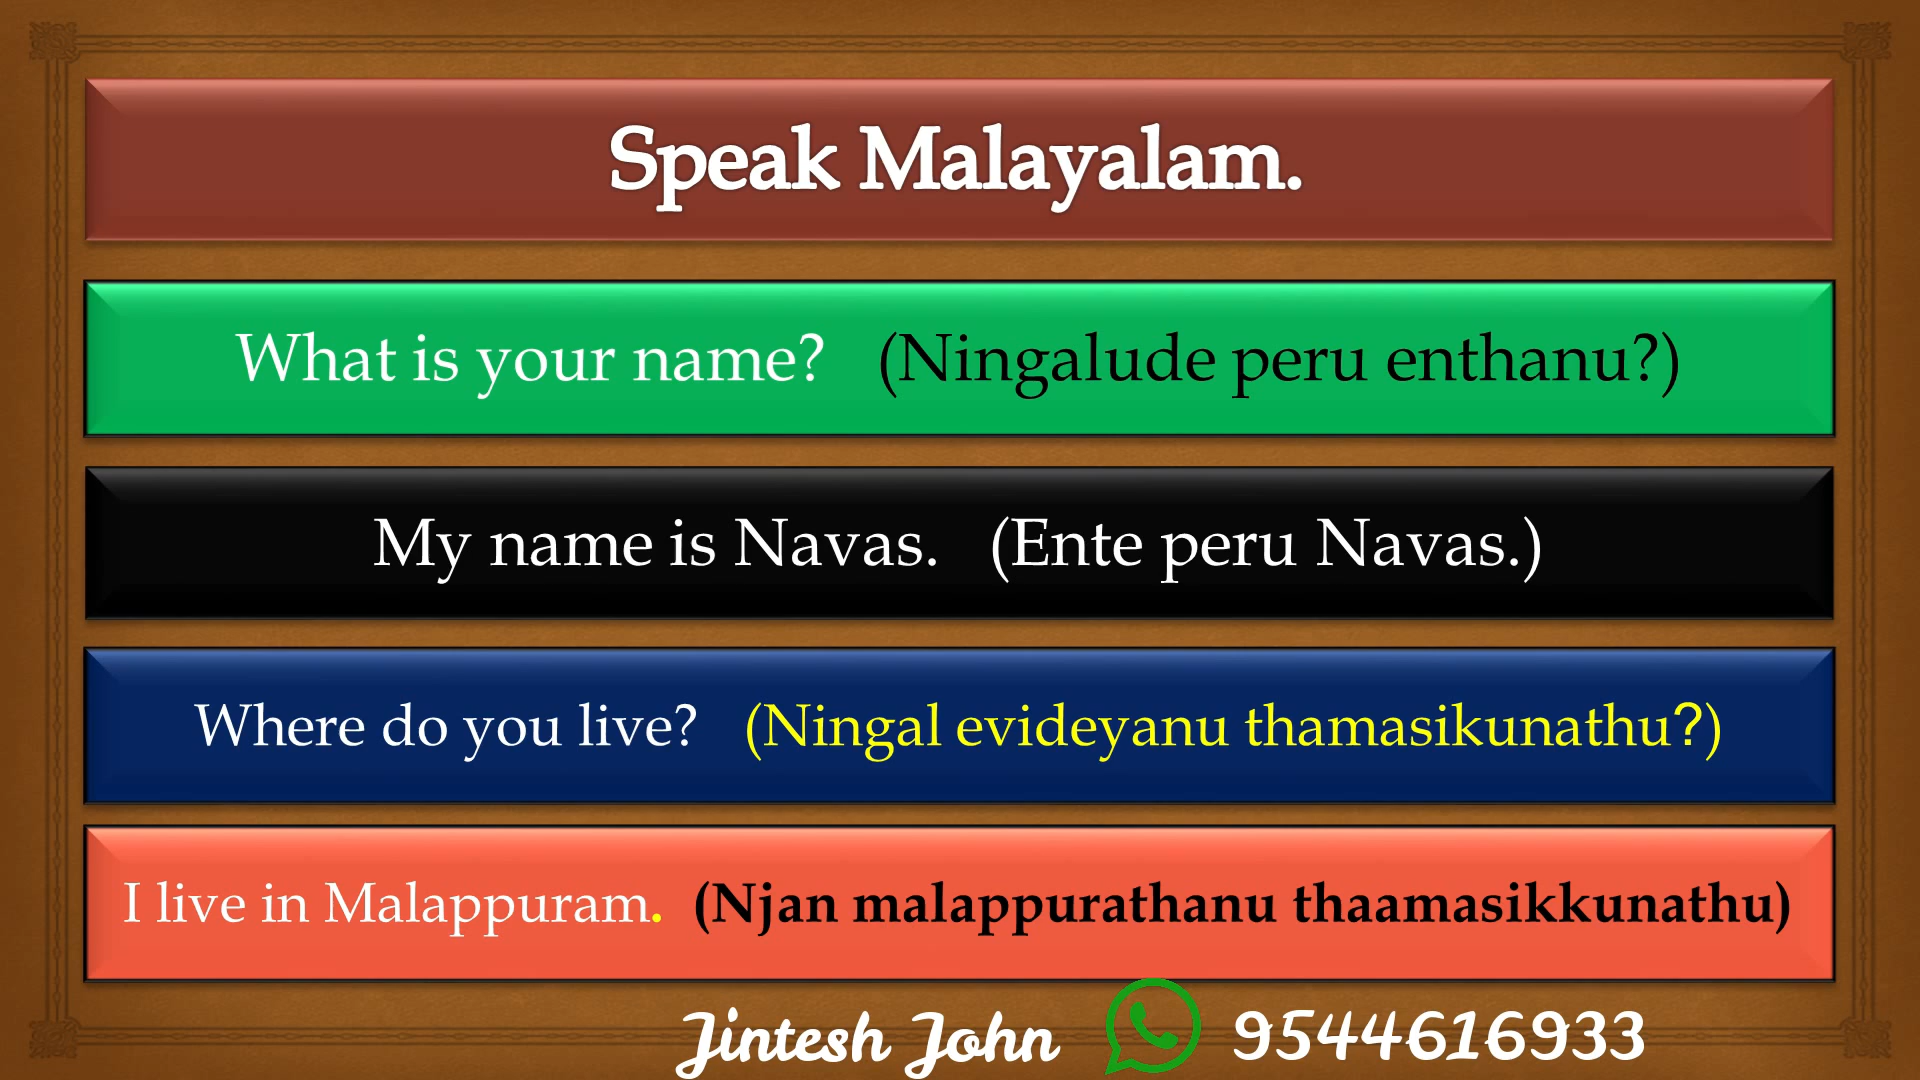 Speak Malayalam.
What is your name? (Ningalude peru enthanu?)
My name is Navas. (Ente peru Navas.)
Where do you live? (Ningal evideyanu thamasikunathu?)
I live in Malappuram. (Njan malappurathanu thaamasikkunathu)
Jintesh John 9544616933